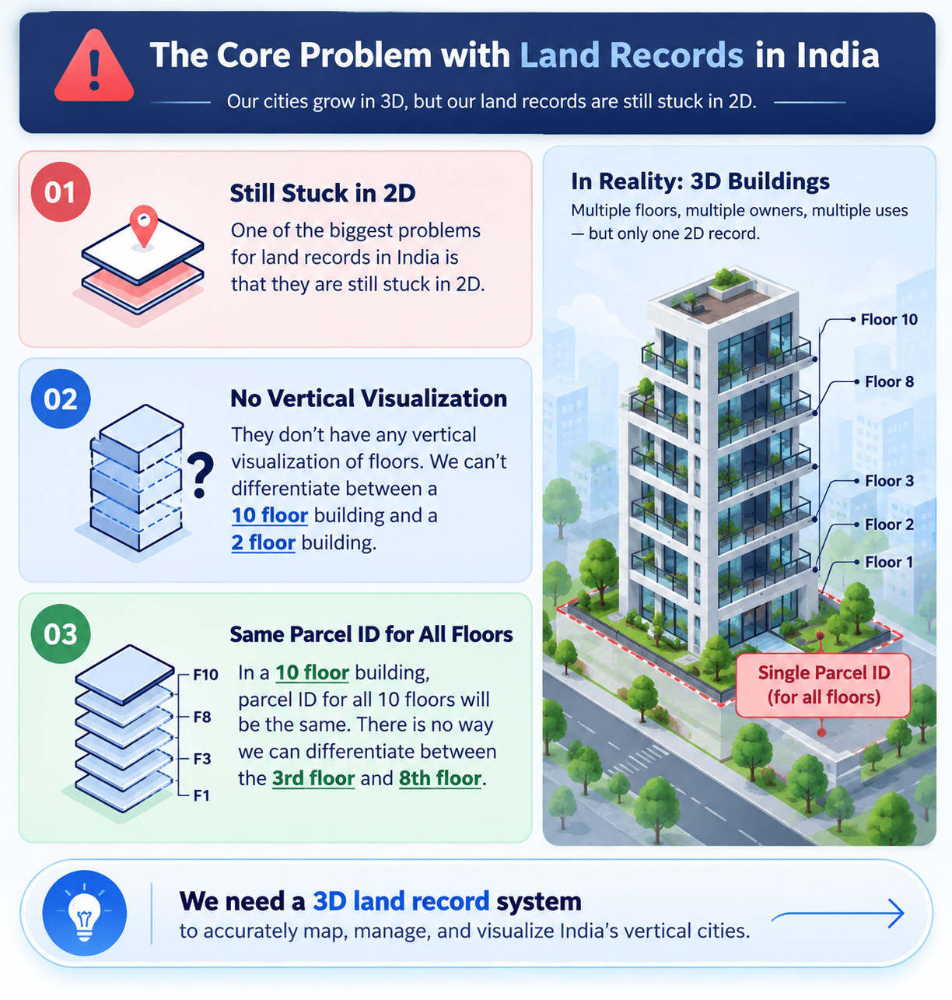 The Core Problem with Land Records in India
Our cities grow in 3D, but our land records are still stuck in 2D.
01
Still Stuck in 2D
One of the biggest problems
for land records in India is
that they are still stuck in 2D.
02
?
No Vertical Visualization
They don't have any vertical
visualization of floors. We can't
differentiate between a
10 floor building and a
2 floor building.
03
F10
F8
F3
F1
Same Parcel ID for All Floors
In a 10 floor building,
parcel ID for all 10 floors will
be the same. There is no way
we can differentiate between
the 3rd floor and 8th floor.
In Reality: 3D Buildings
Multiple floors, multiple owners, multiple uses
— but only one 2D record.
Floor 10
Floor 8
Floor 3
Floor 2
Floor 1
Single Parcel ID
(for all floors)
We need a 3D land record system
to accurately map, manage, and visualize India's vertical cities.